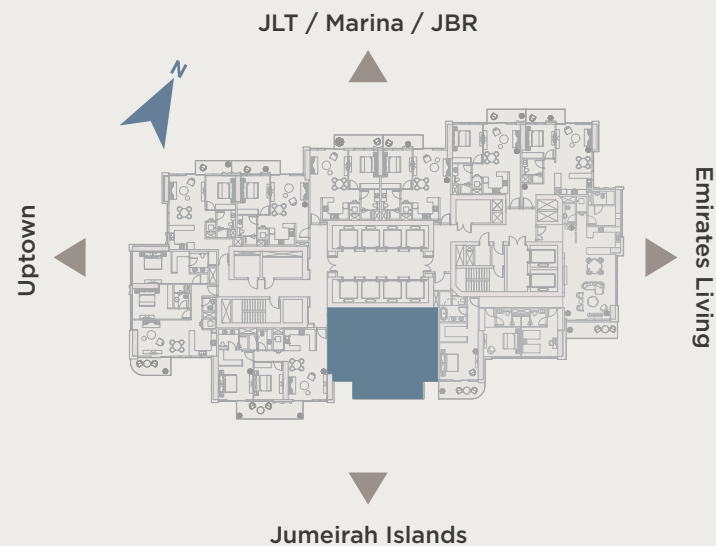 JLT / Marina / JBR
N
Uptown
Emirates Living
Jumeirah Islands